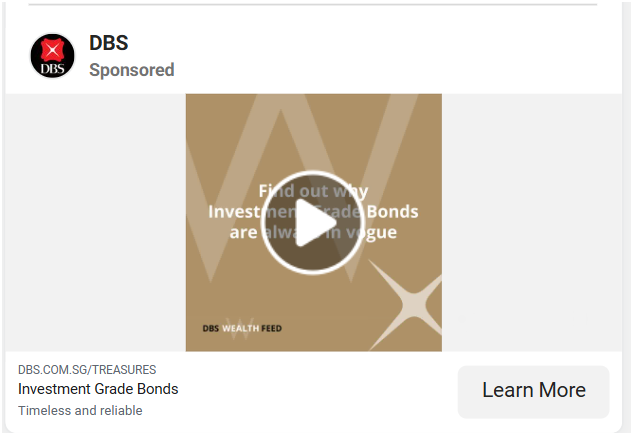 DBS
DBS
Sponsored
Find out why
Investment Grade Bonds
are always in vogue
DBS WEALTH FEED
DBS.COM.SG/TREASURES
Investment Grade Bonds
Timeless and reliable
Learn More